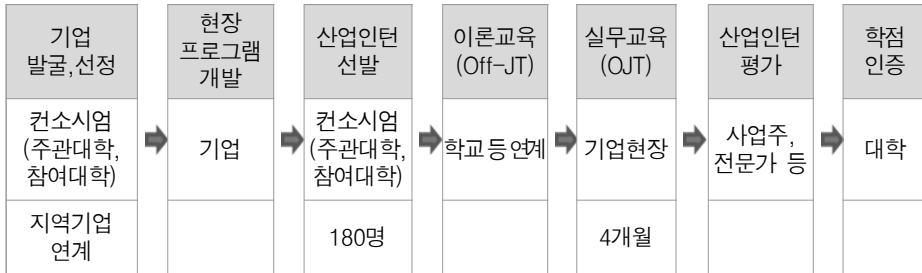 기업
발굴,선정
현장
프로그램
개발
산업인턴
선발
이론교육
(Off-JT)
실무교육
(OJT)
산업인턴
평가
학점
인증
컨소시엄
(주관대학,
참여대학)
기업
컨소시엄
(주관대학,
참여대학)
학교 등 연계
기업현장
사업주,
전문가 등
대학
지역기업
연계
180명
4개월